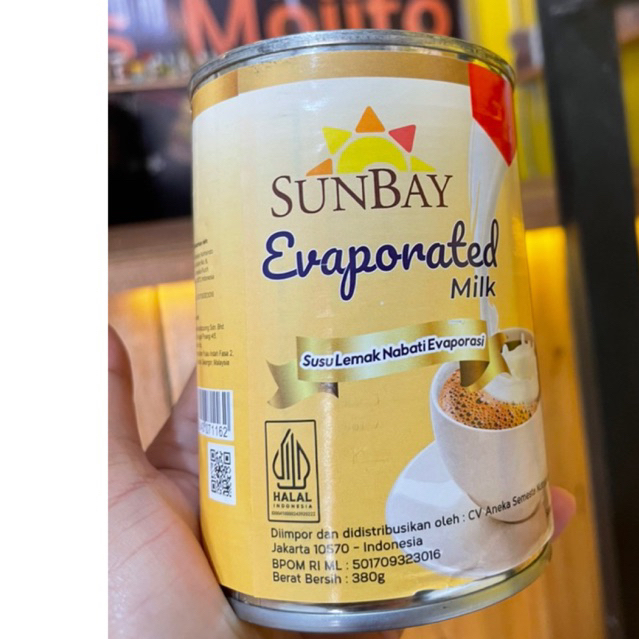 Mojito
SUNBAY
Evaporated
Milk
Susu Lemak Nabati Evaporasi
HALAL
INDONESIA
Diimpor dan didistribusikan oleh : CV Aneka Semesta
Jakarta 10570 - Indonesia
BPOM RI ML : 501709323016
Berat Bersih : 380g